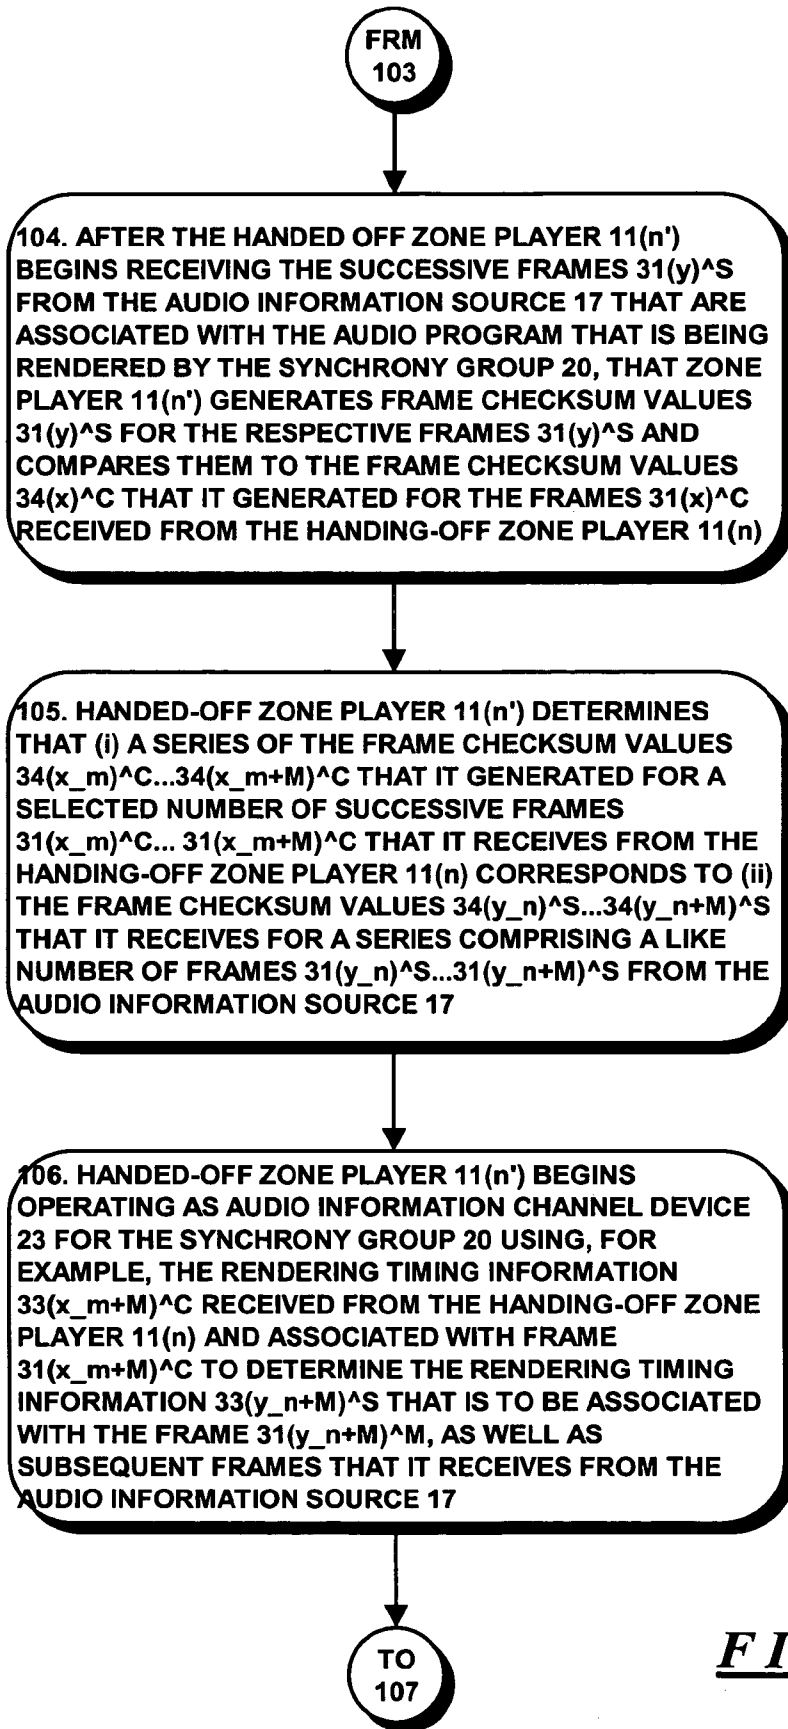 FRM
103
104. AFTER THE HANDED OFF ZONE PLAYER 11(n')
BEGINS RECEIVING THE SUCCESSIVE FRAMES 31(y)^S
FROM THE AUDIO INFORMATION SOURCE 17 THAT ARE
ASSOCIATED WITH THE AUDIO PROGRAM THAT IS BEING
RENDERED BY THE SYNCHRONY GROUP 20, THAT ZONE
PLAYER 11(n') GENERATES FRAME CHECKSUM VALUES
31(y)^S FOR THE RESPECTIVE FRAMES 31(y)^S AND
COMPARES THEM TO THE FRAME CHECKSUM VALUES
34(x)^C THAT IT GENERATED FOR THE FRAMES 31(x)^C
RECEIVED FROM THE HANDING-OFF ZONE PLAYER 11(n)
105. HANDED-OFF ZONE PLAYER 11(n') DETERMINES
THAT (i) A SERIES OF THE FRAME CHECKSUM VALUES
34(x_m)^C...34(x_m+M)^C THAT IT GENERATED FOR A
SELECTED NUMBER OF SUCCESSIVE FRAMES
31(x_m)^C... 31(x_m+M)^C THAT IT RECEIVES FROM THE
HANDING-OFF ZONE PLAYER 11(n) CORRESPONDS TO (ii)
THE FRAME CHECKSUM VALUES 34(y_n)^S...34(y_n+M)^S
THAT IT RECEIVES FOR A SERIES COMPRISING A LIKE
NUMBER OF FRAMES 31(y_n)^S...31(y_n+M)^S FROM THE
AUDIO INFORMATION SOURCE 17
106. HANDED-OFF ZONE PLAYER 11(n') BEGINS
OPERATING AS AUDIO INFORMATION CHANNEL DEVICE
23 FOR THE SYNCHRONY GROUP 20 USING, FOR
EXAMPLE, THE RENDERING TIMING INFORMATION
33(x_m+M)^C RECEIVED FROM THE HANDING-OFF ZONE
PLAYER 11(n) AND ASSOCIATED WITH FRAME
31(x_m+M)^C TO DETERMINE THE RENDERING TIMING
INFORMATION 33(y_n+M)^S THAT IS TO BE ASSOCIATED
WITH THE FRAME 31(y_n+M)^M, AS WELL AS
SUBSEQUENT FRAMES THAT IT RECEIVES FROM THE
AUDIO INFORMATION SOURCE 17
TO
107